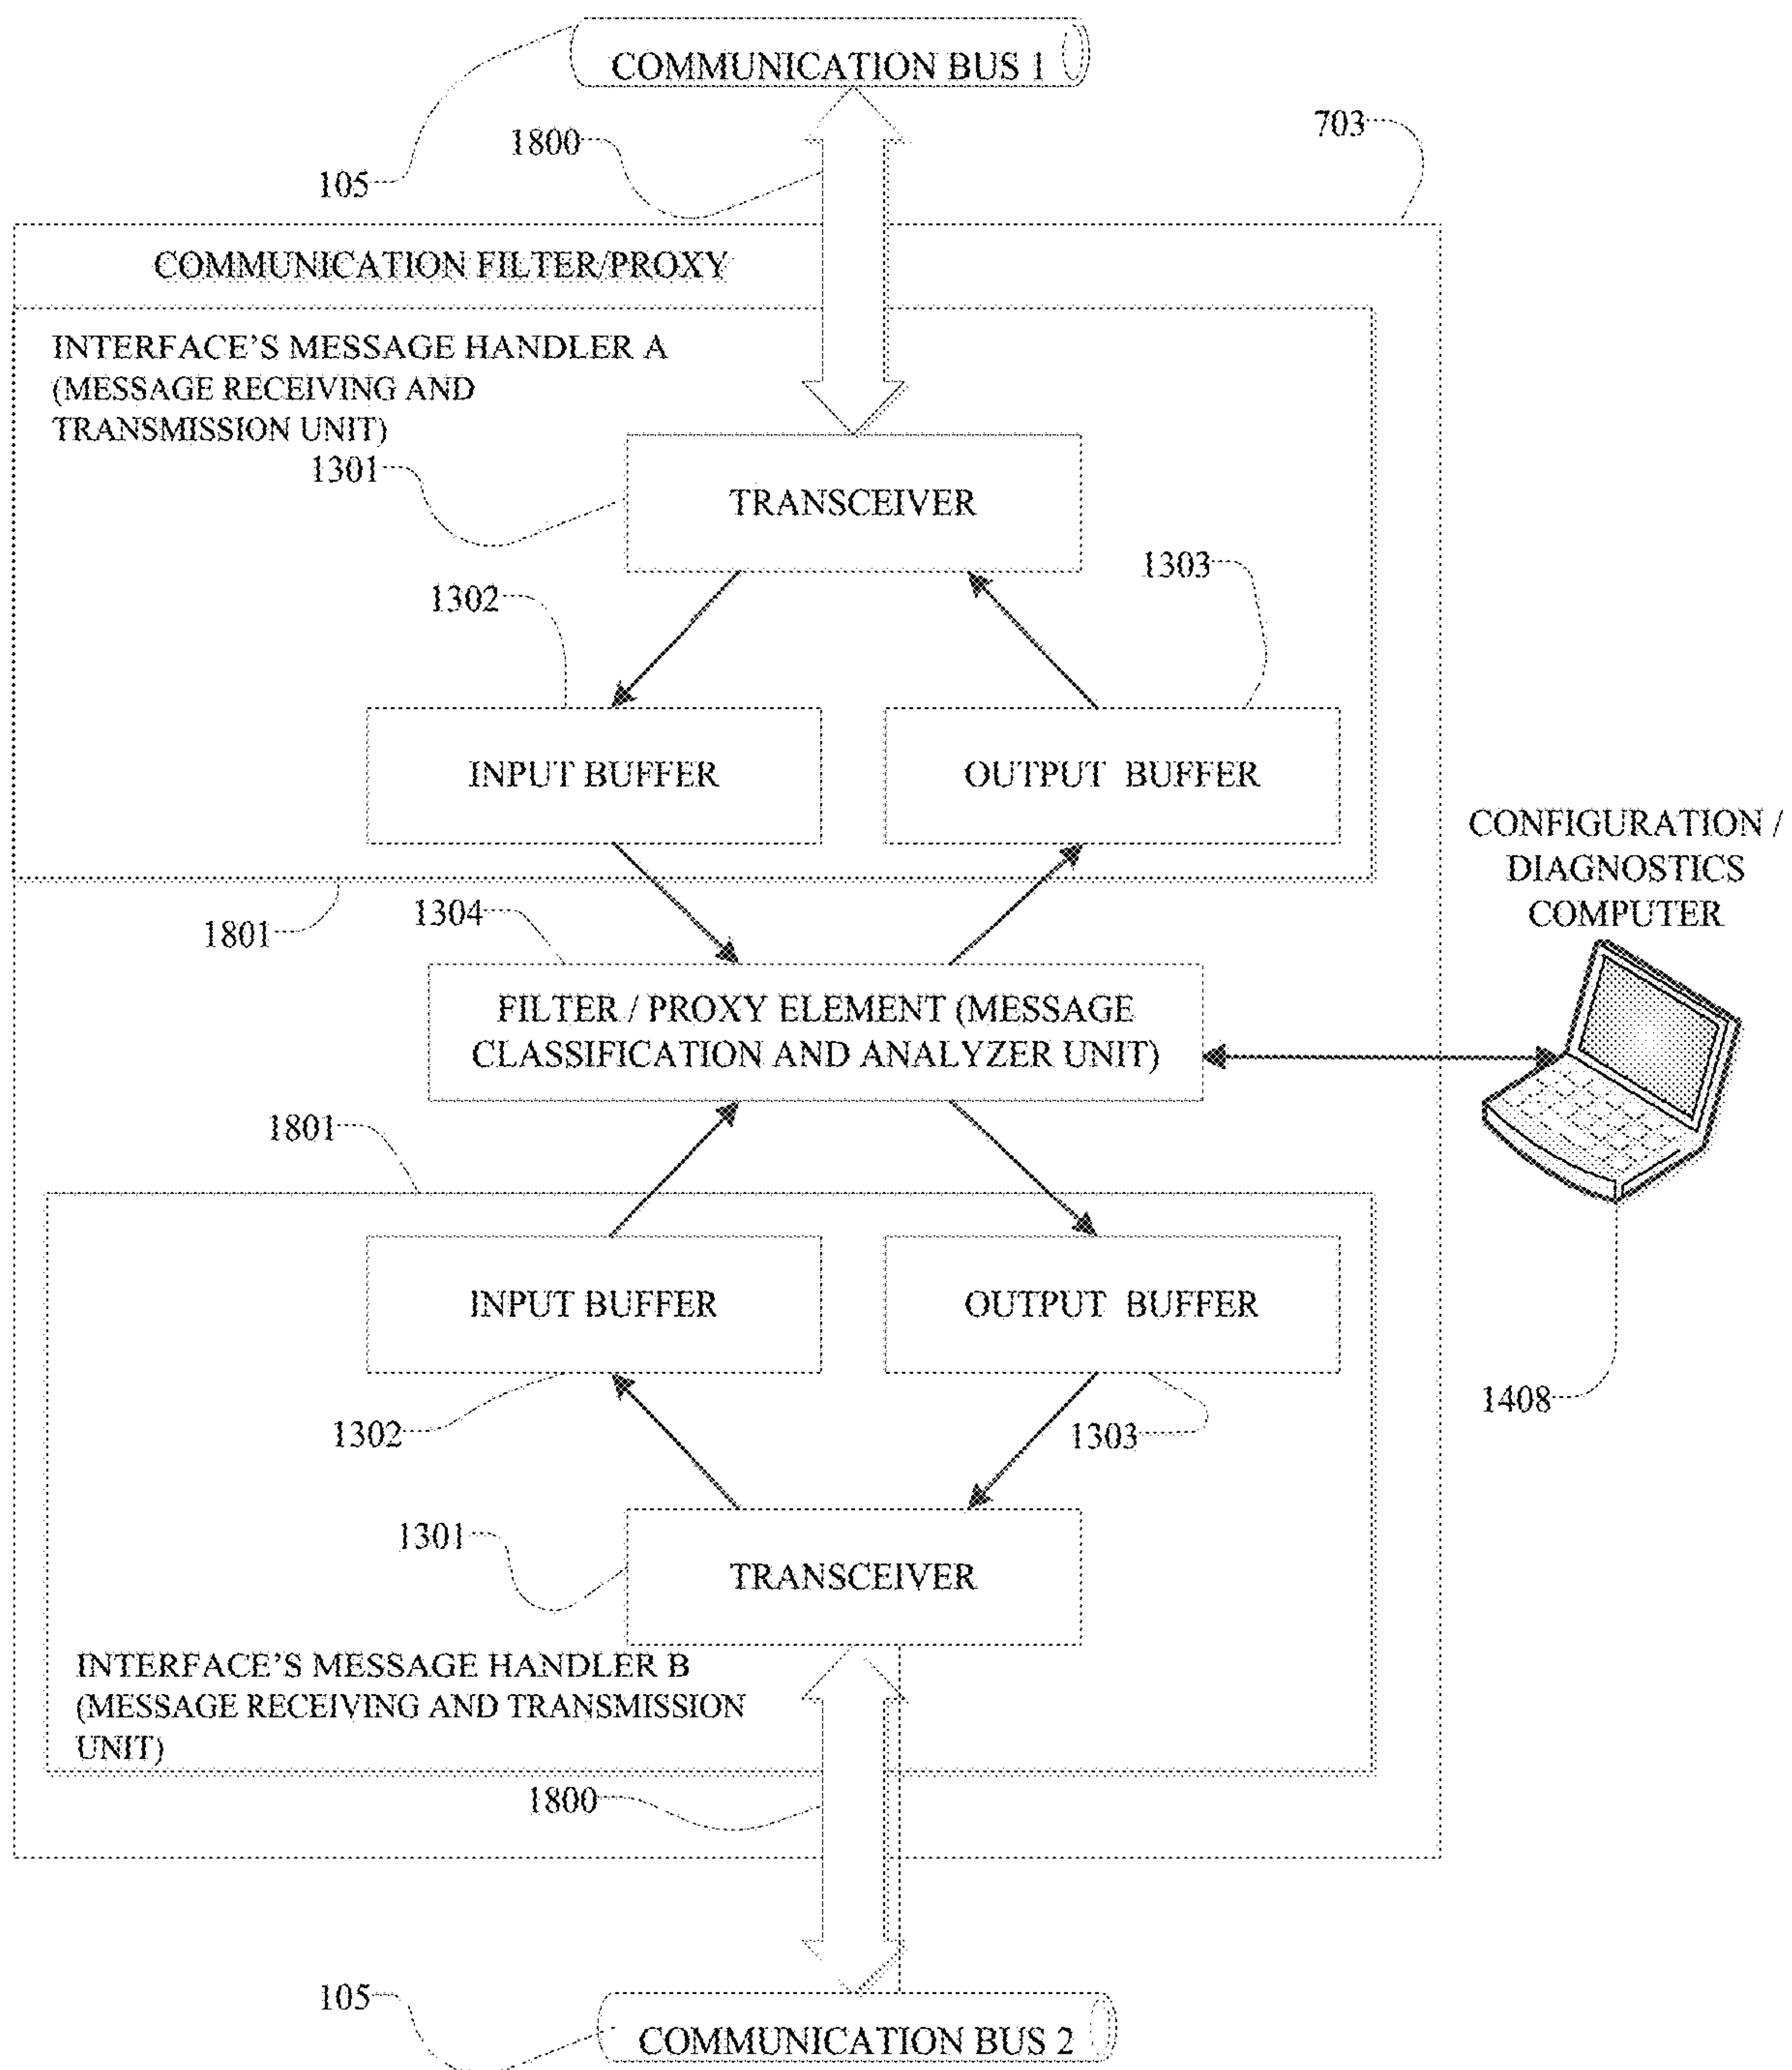 COMMUNICATION BUS 1
1800
703
105
COMMUNICATION FILTER/PROXY
INTERFACE'S MESSAGE HANDLER A
(MESSAGE RECEIVING AND
TRANSMISSION UNIT)
1301
TRANSCEIVER
1303
1302
INPUT BUFFER
OUTPUT BUFFER
CONFIGURATION /
DIAGNOSTICS
COMPUTER
1801
1304
FILTER / PROXY ELEMENT (MESSAGE
CLASSIFICATION AND ANALYZER UNIT)
1801
INPUT BUFFER
OUTPUT BUFFER
1408
1302
1303
1301
TRANSCEIVER
INTERFACE'S MESSAGE HANDLER B
(MESSAGE RECEIVING AND TRANSMISSION
UNIT)
1800
105
COMMUNICATION BUS 2